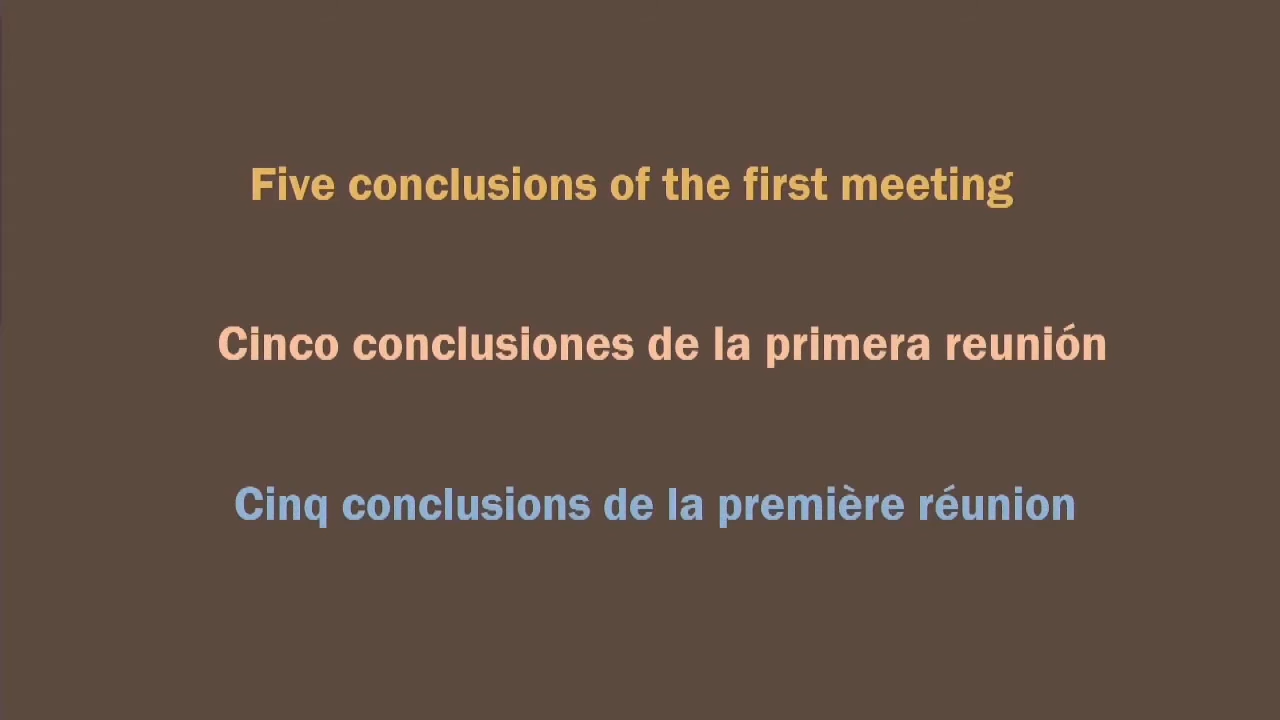 Five conclusions of the first meeting
Cinco conclusiones de la primera reunión
Cinq conclusions de la première réunion